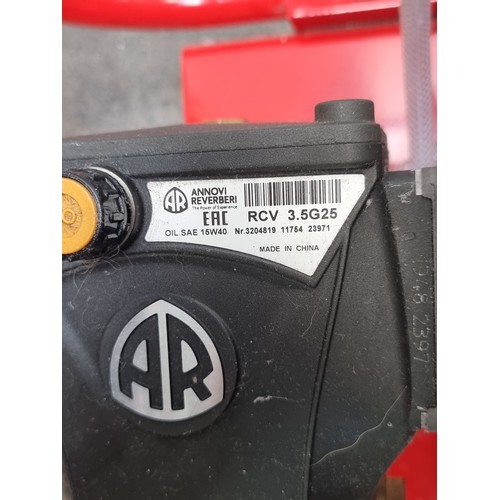 AR ANNOVI
REVERBERI
The Power of Experience
EAC RCV 3.5G25
OIL SAE 15W40 Nr.3204819 11754 23971
MADE IN CHINA
AR